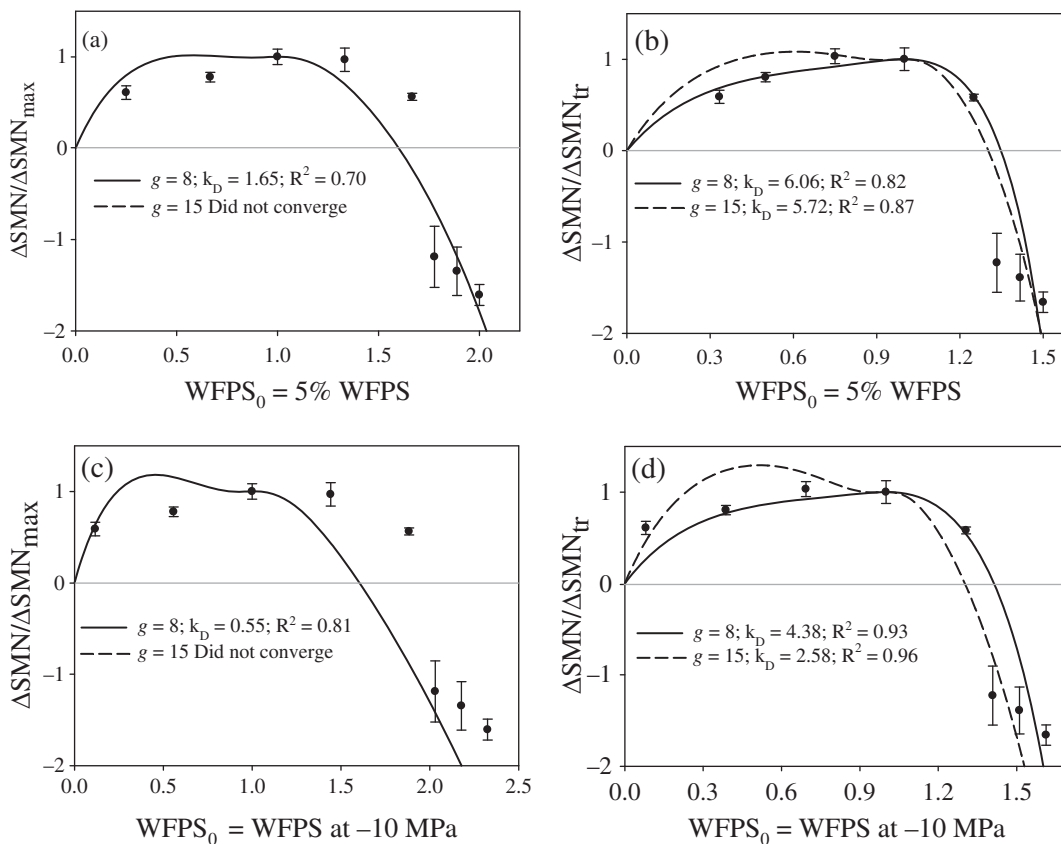 (a)
1
0
−1
−2
ΔSMN/ΔSMNmax
g = 8; kD = 1.65; R² = 0.70
g = 15 Did not converge
0.0 0.5 1.0 1.5 2.0
WFPS0 = 5% WFPS
(b)
1
0
−1
−2
ΔSMN/ΔSMNtr
g = 8; kD = 6.06; R² = 0.82
g = 15; kD = 5.72; R² = 0.87
0.0 0.3 0.6 0.9 1.2 1.5
WFPS0 = 5% WFPS
(c)
1
0
−1
−2
ΔSMN/ΔSMNmax
g = 8; kD = 0.55; R² = 0.81
g = 15 Did not converge
0.0 0.5 1.0 1.5 2.0 2.5
WFPS0 = WFPS at −10 MPa
(d)
1
0
−1
−2
ΔSMN/ΔSMNtr
g = 8; kD = 4.38; R² = 0.93
g = 15; kD = 2.58; R² = 0.96
0.0 0.3 0.6 0.9 1.2 1.5
WFPS0 = WFPS at −10 MPa